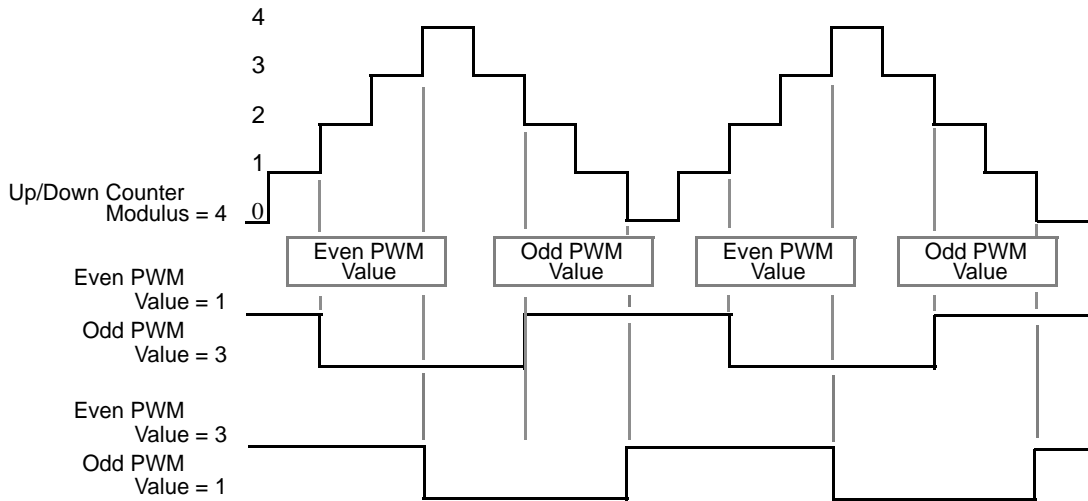 4
3
2
1
Up/Down Counter
Modulus = 4
0
Even PWM
Value
Odd PWM
Value
Even PWM
Value
Odd PWM
Value
Even PWM
Value = 1
Odd PWM
Value = 3
Even PWM
Value = 3
Odd PWM
Value = 1